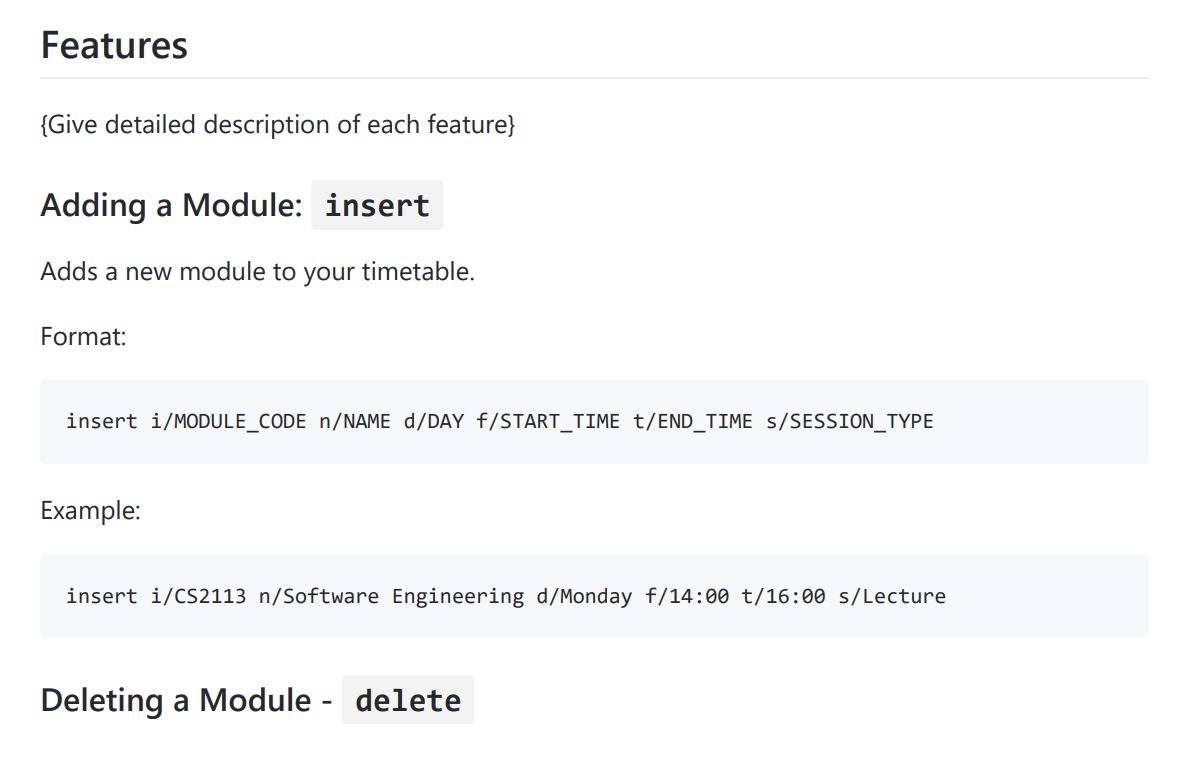 Features
{Give detailed description of each feature}
Adding a Module: insert
Adds a new module to your timetable.
Format:
insert i/MODULE_CODE n/NAME d/DAY f/START_TIME t/END_TIME s/SESSION_TYPE
Example:
insert i/CS2113 n/Software Engineering d/Monday f/14:00 t/16:00 s/Lecture
Deleting a Module - delete